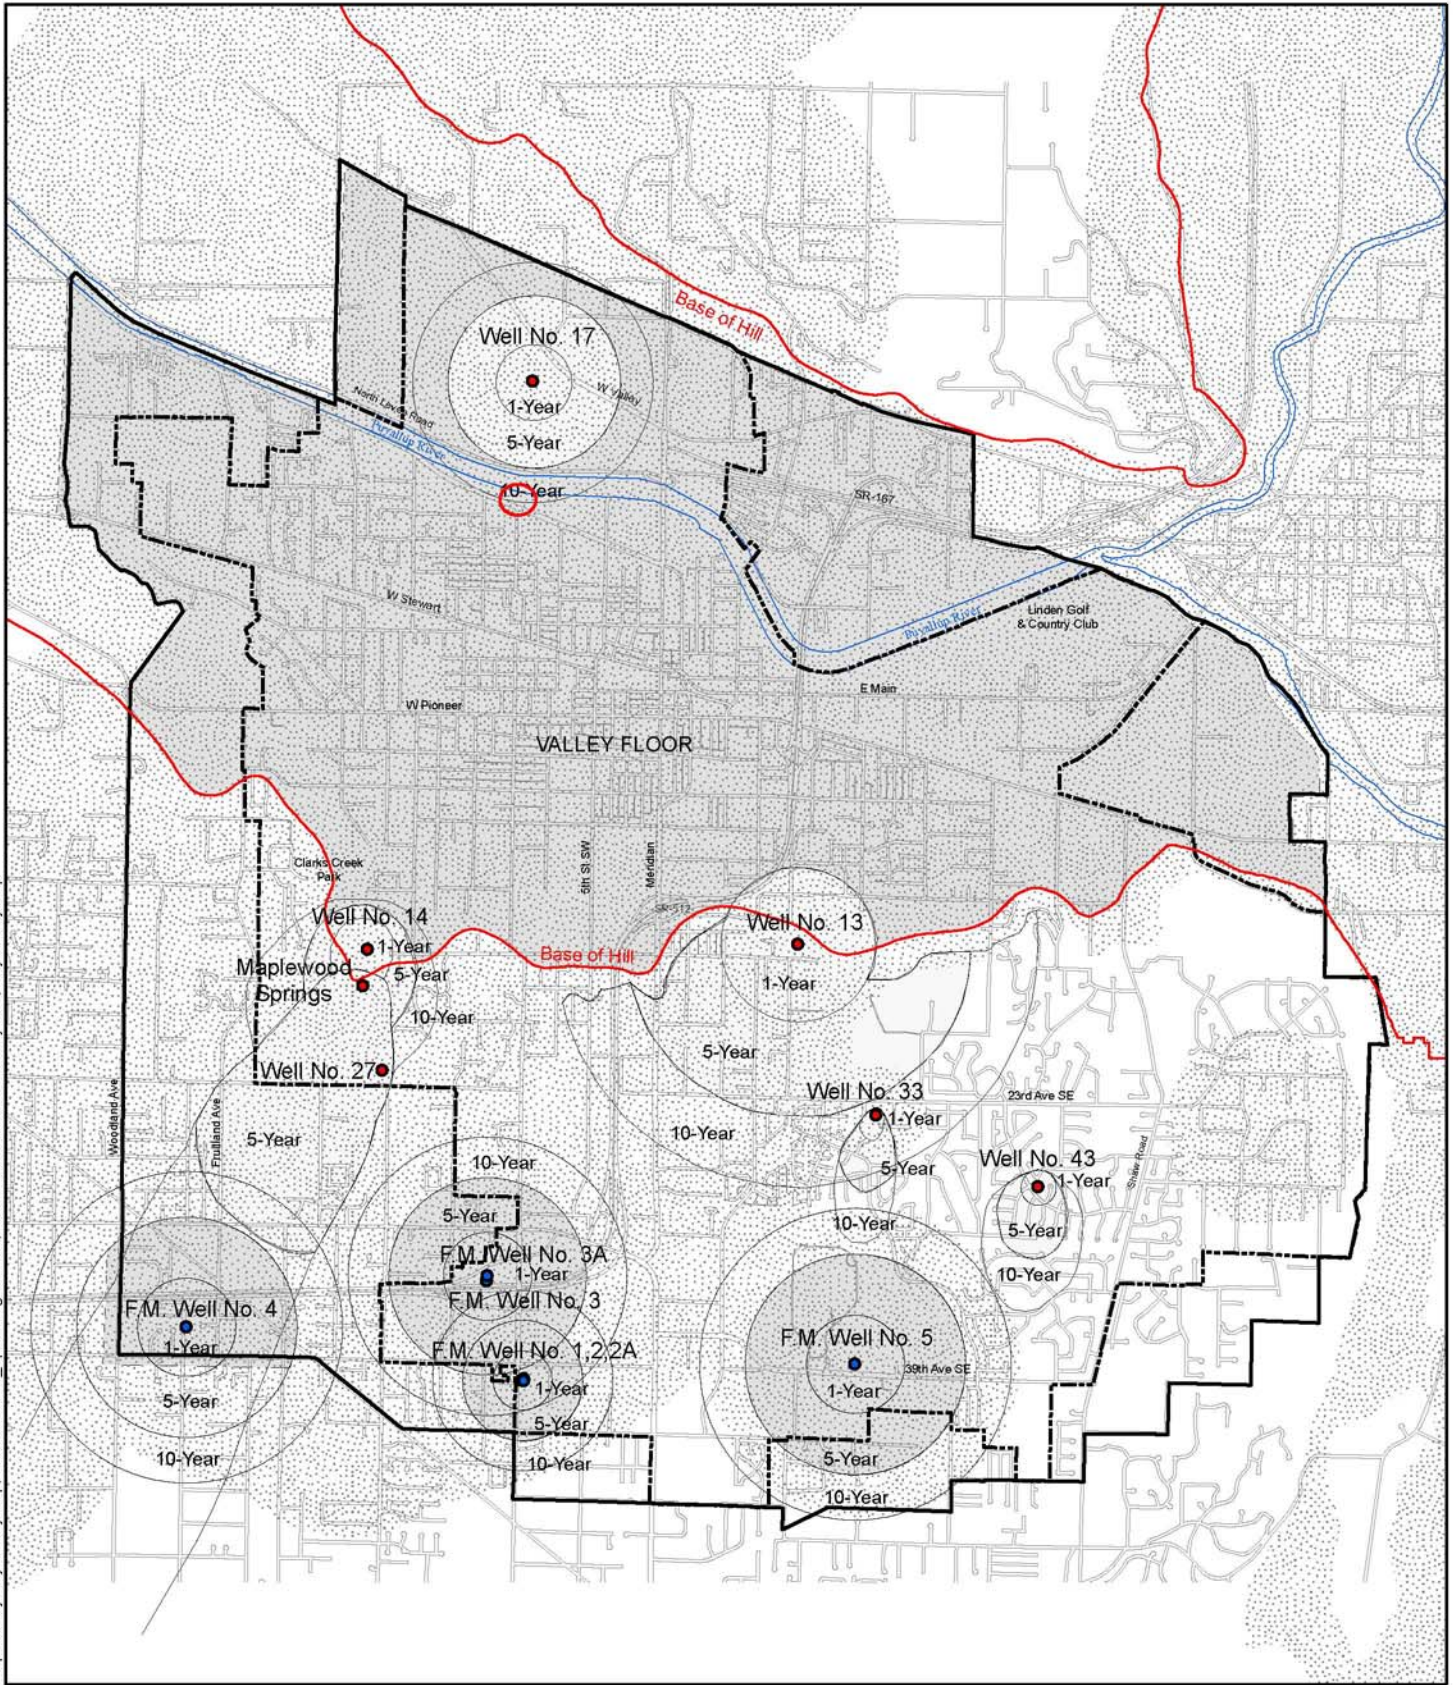 Base of Hill
Well No. 17
W Valley
1-Year
North Levee Road
5-Year
Puyallup River
10-Year
SR-167
W Stewart
Linden Golf
& Country Club
Puyallup River
E Main
W Pioneer
VALLEY FLOOR
Clarks Creek
Park
5th St SW
Meridian
SR-512
Well No. 14
Well No. 13
1-Year
Base of Hill
Maplewood
Springs
5-Year
1-Year
10-Year
5-Year
Well No. 27
Well No. 33
23rd Ave SE
1-Year
Woodland Ave
Fruitland Ave
5-Year
10-Year
Shaw Road
10-Year
5-Year
Well No. 43
1-Year
5-Year
10-Year
5-Year
F.M. Well No. 3A
1-Year
10-Year
F.M. Well No. 3
F.M. Well No. 4
1-Year
F.M. Well No. 5
F.M. Well No. 1,2,2A
39th Ave SE
1-Year
1-Year
5-Year
5-Year
10-Year
10-Year
5-Year
10-Year